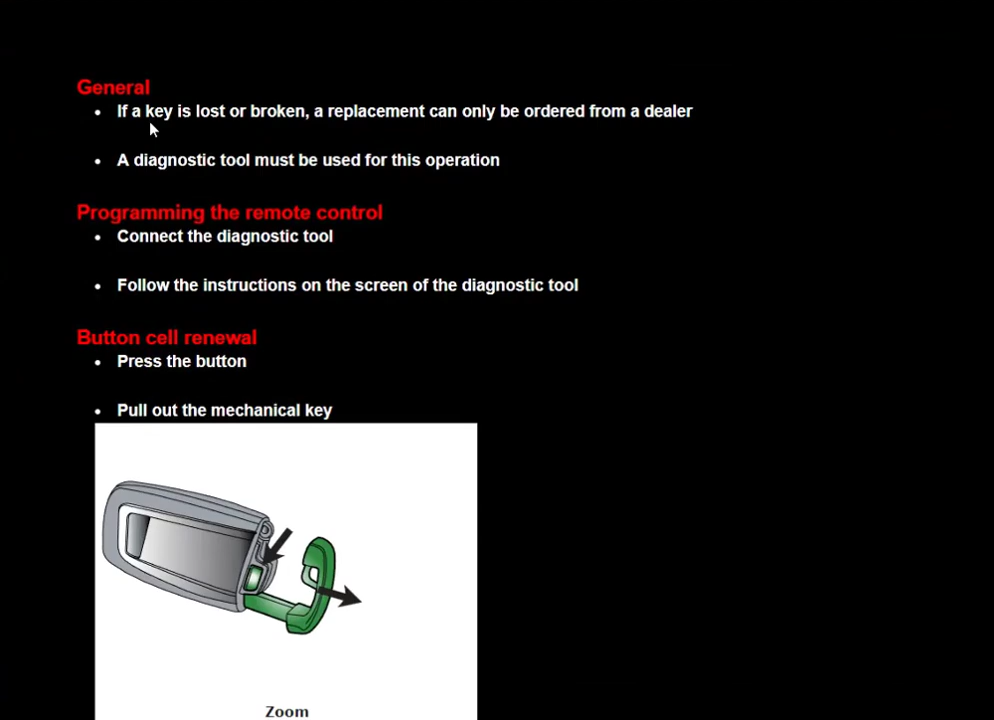 General
If a key is lost or broken, a replacement can only be ordered from a dealer
A diagnostic tool must be used for this operation
Programming the remote control
Connect the diagnostic tool
Follow the instructions on the screen of the diagnostic tool
Button cell renewal
Press the button
Pull out the mechanical key
Zoom